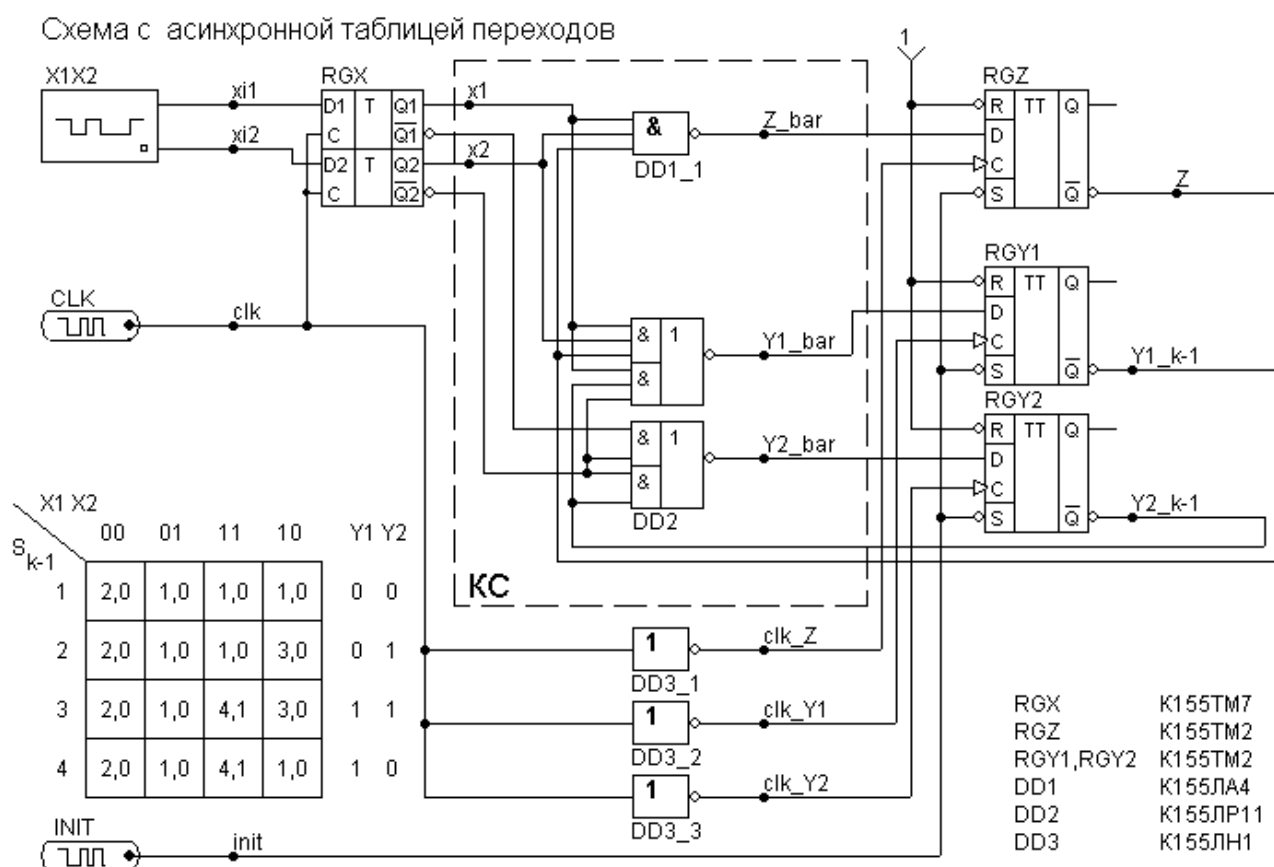 Схема с асинхронной таблицей переходов
1
X1X2
xi1
xi2
RGX
D1 T Q1
C Q1
D2 T Q2
C Q2
x1
x2
&
DD1_1
Z_bar
RGZ
R TT Q
D
C
S Q
Z
CLK
clk
& 1
&
Y1_bar
RGY1
R TT Q
D
C
S Q
Y1_k-1
& 1
&
DD2
Y2_bar
RGY2
R TT Q
D
C
S Q
Y2_k-1
КС
X1 X2
S k-1
00 01 11 10 Y1 Y2
1 2,0 1,0 1,0 1,0 0 0
2 2,0 1,0 1,0 3,0 0 1
3 2,0 1,0 4,1 3,0 1 1
4 2,0 1,0 4,1 1,0 1 0
1
DD3_1
clk_Z
1
DD3_2
clk_Y1
1
DD3_3
clk_Y2
INIT
init
RGX К155ТМ7
RGZ К155ТМ2
RGY1,RGY2 К155ТМ2
DD1 К155ЛА4
DD2 К155ЛР11
DD3 К155ЛН1